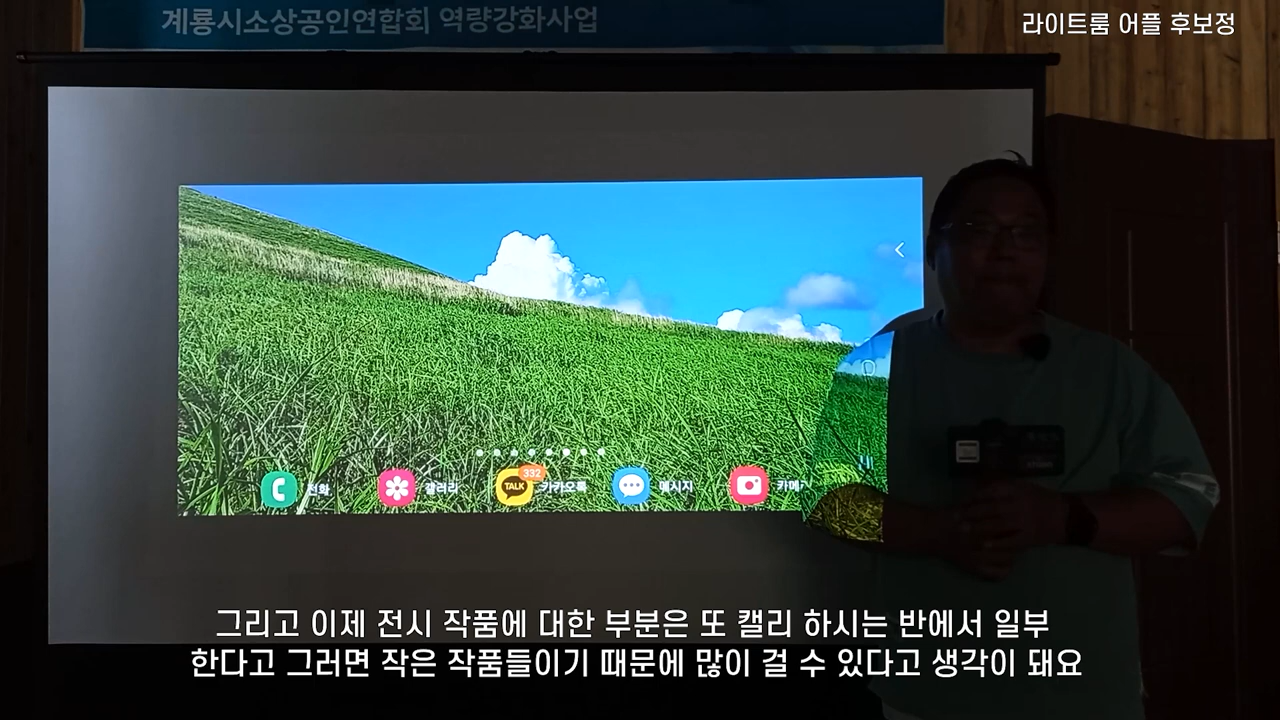 계룡시소상공인연합회 역량강화사업
라이트룸 어플 후보정
332
TALK
전화
갤러리
카카오톡
메시지
카메라
그리고 이제 전시 작품에 대한 부분은 또 캘리 하시는 반에서 일부
한다고 그러면 작은 작품들이기 때문에 많이 걸 수 있다고 생각이 돼요